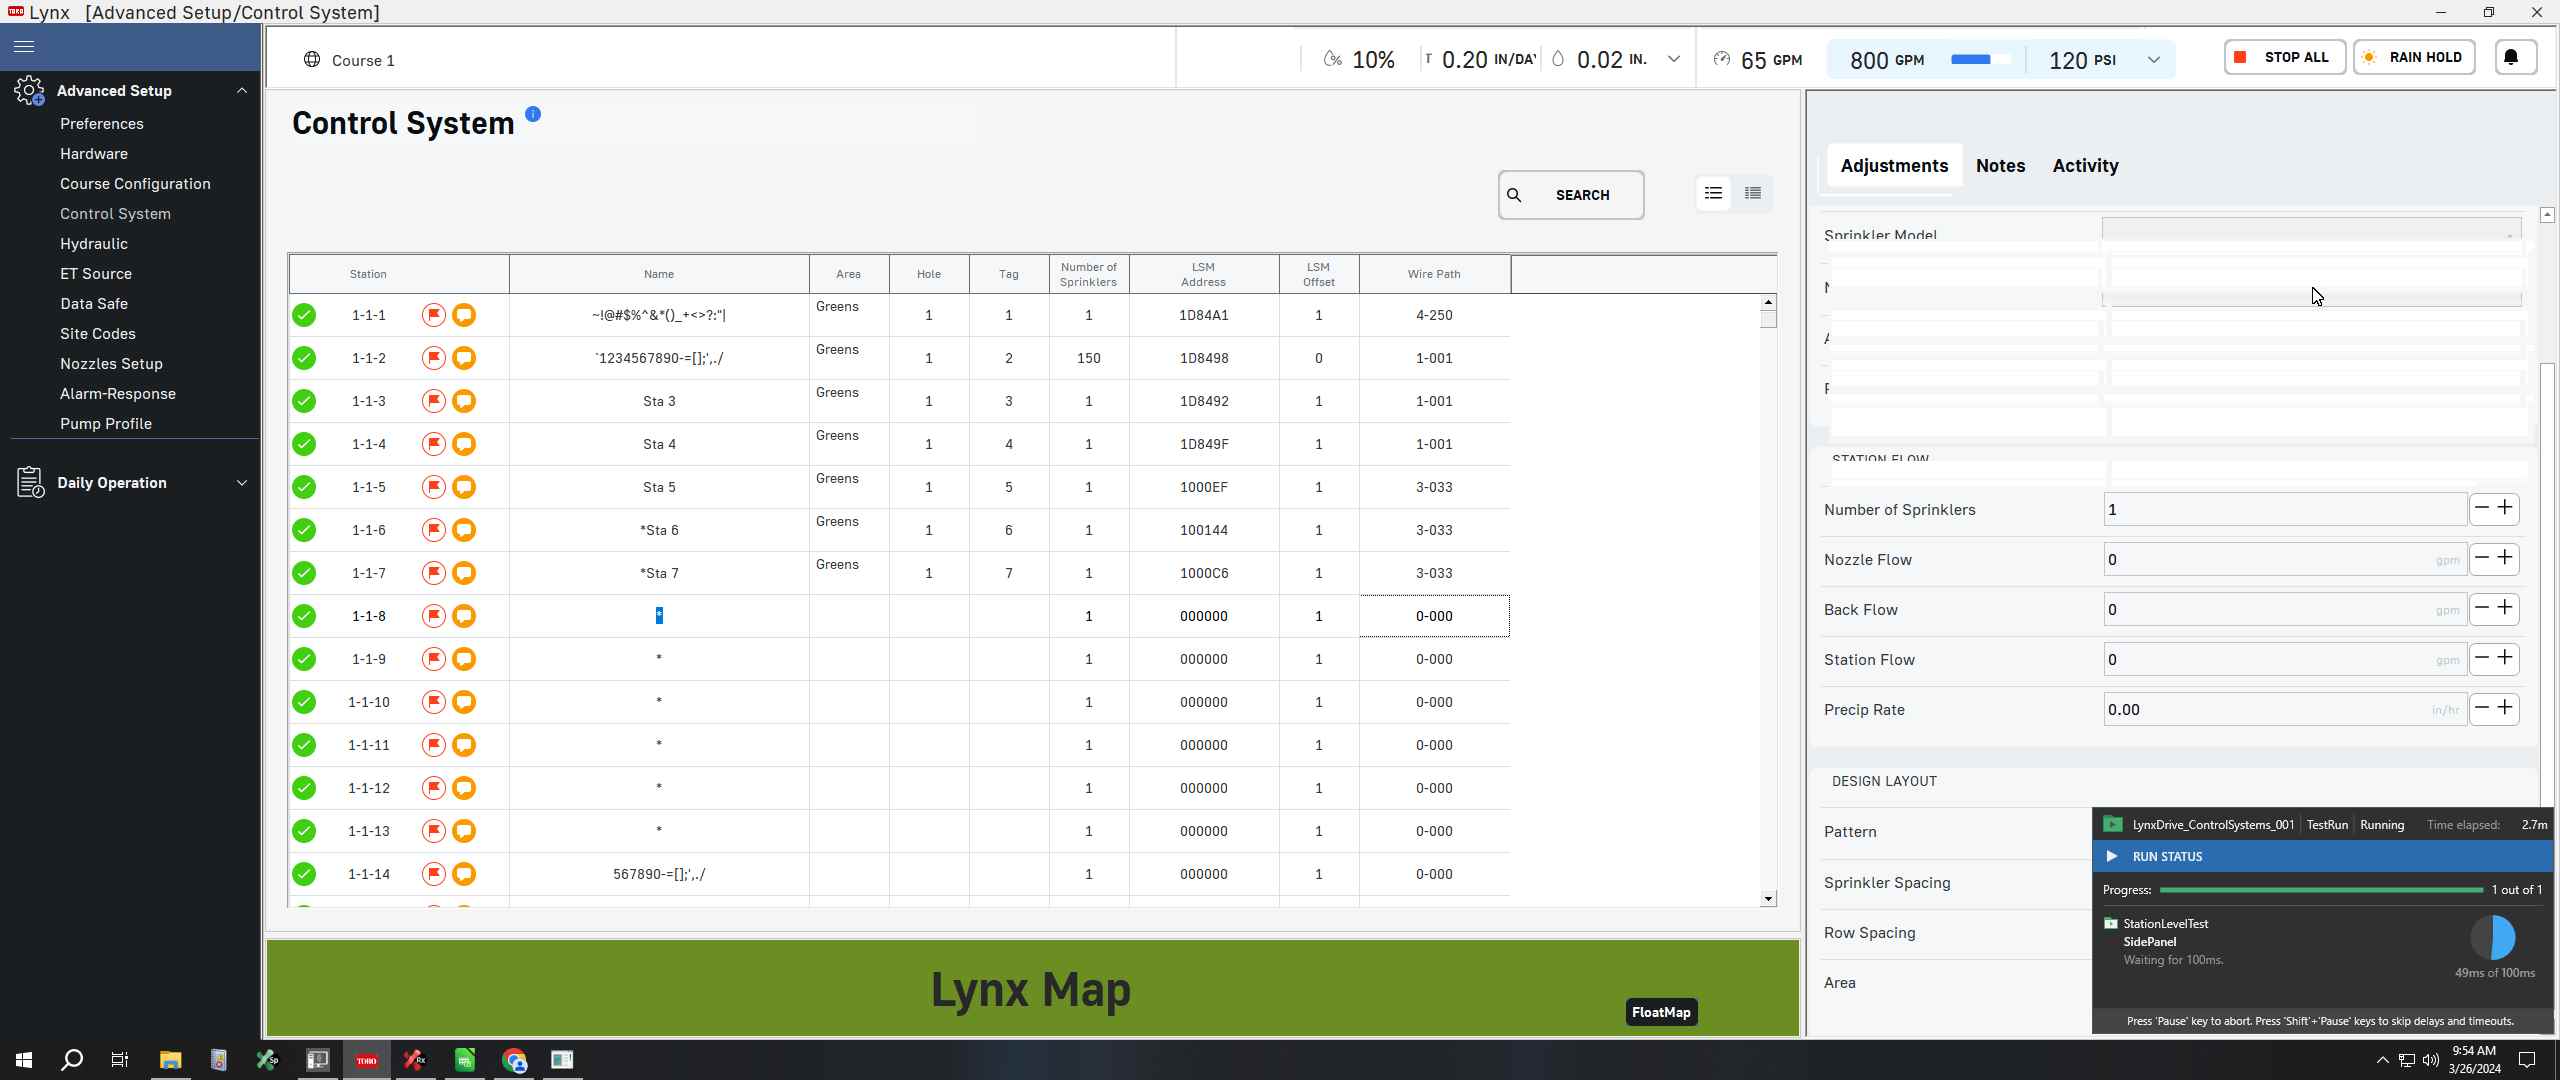 Lynx [Advanced Setup/Control System]
Course 1
10%
0.20 IN/DA
0.02 IN.
65 GPM
800 GPM
120 PSI
STOP ALL
RAIN HOLD
Advanced Setup
Preferences
Hardware
Course Configuration
Control System
Hydraulic
ET Source
Data Safe
Site Codes
Nozzles Setup
Alarm-Response
Pump Profile
Daily Operation
Control System
SEARCH
Station Name Area Hole Tag Number of Sprinklers LSM Address LSM Offset Wire Path
1-1-1 ~!@#$%^&*()_+<>?:"| Greens 1 1 1 1D84A1 1 4-250
1-1-2 `1234567890-=[];',./ Greens 1 2 150 1D8498 0 1-001
1-1-3 Sta 3 Greens 1 3 1 1D8492 1 1-001
1-1-4 Sta 4 Greens 1 4 1 1D849F 1 1-001
1-1-5 Sta 5 Greens 1 5 1 1000EF 1 3-033
1-1-6 *Sta 6 Greens 1 6 1 100144 1 3-033
1-1-7 *Sta 7 Greens 1 7 1 1000C6 1 3-033
1-1-8 * 1 000000 1 0-000
1-1-9 * 1 000000 1 0-000
1-1-10 * 1 000000 1 0-000
1-1-11 * 1 000000 1 0-000
1-1-12 * 1 000000 1 0-000
1-1-13 * 1 000000 1 0-000
1-1-14 567890-=[];',./ 1 000000 1 0-000
Lynx Map
FloatMap
Adjustments Notes Activity
Sprinkler Model
STATION FLOW
Number of Sprinklers 1
Nozzle Flow 0 gpm
Back Flow 0 gpm
Station Flow 0 gpm
Precip Rate 0.00 in/hr
DESIGN LAYOUT
Pattern
Sprinkler Spacing
Row Spacing
Area
LynxDrive_ControlSystems_001 TestRun Running Time elapsed: 2.7m
RUN STATUS
Progress: 1 out of 1
StationLevelTest
SidePanel
Waiting for 100ms.
49ms of 100ms
Press 'Pause' key to abort. Press 'Shift'+'Pause' keys to skip delays and timeouts.
TORO
9:54 AM
3/26/2024